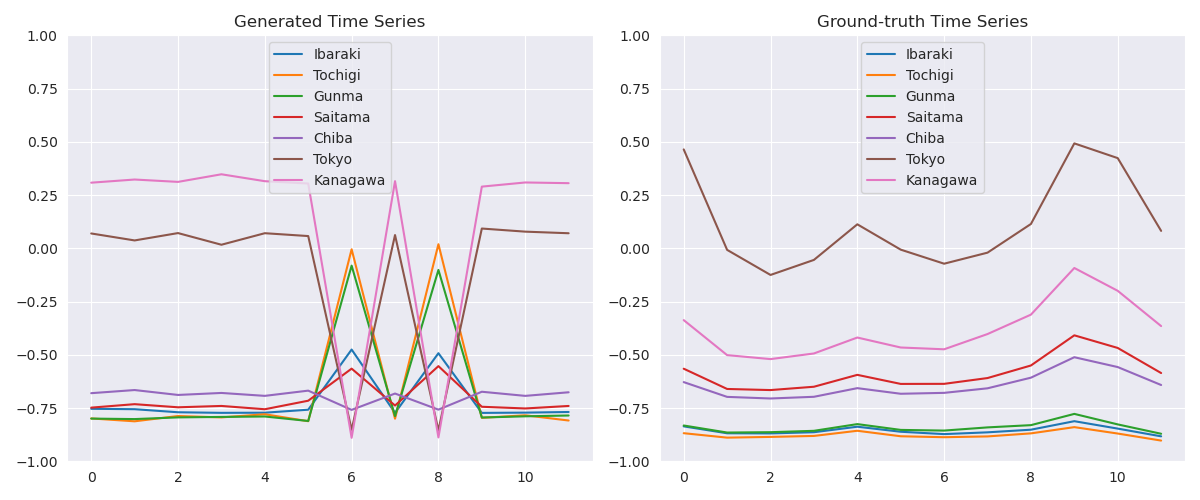 Generated Time Series
1.00
0.75
0.50
0.25
0.00
−0.25
−0.50
−0.75
−1.00
0 2 4 6 8 10
Ibaraki
Tochigi
Gunma
Saitama
Chiba
Tokyo
Kanagawa
Ground-truth Time Series
1.00
0.75
0.50
0.25
0.00
−0.25
−0.50
−0.75
−1.00
0 2 4 6 8 10
Ibaraki
Tochigi
Gunma
Saitama
Chiba
Tokyo
Kanagawa